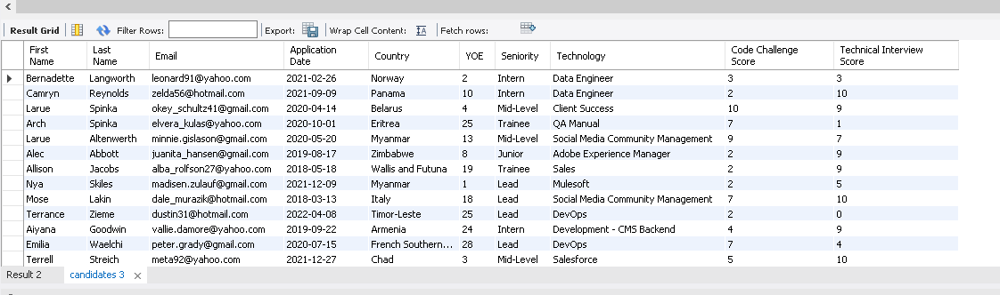 Result Grid Filter Rows: Export: Wrap Cell Content: Fetch rows:
First Name Last Name Email Application Date Country YOE Seniority Technology Code Challenge Score Technical Interview Score
Bernadette Langworth leonard91@yahoo.com 2021-02-26 Norway 2 Intern Data Engineer 3 3
Camryn Reynolds zelda56@hotmail.com 2021-09-09 Panama 10 Intern Data Engineer 2 10
Larue Spinka okey_schultz41@gmail.com 2020-04-14 Belarus 4 Mid-Level Client Success 10 9
Arch Spinka elvera_kulas@yahoo.com 2020-10-01 Eritrea 25 Trainee QA Manual 7 1
Larue Altenwerth minnie.gislason@gmail.com 2020-05-20 Myanmar 13 Mid-Level Social Media Community Management 9 7
Alec Abbott juanita_hansen@gmail.com 2019-08-17 Zimbabwe 8 Junior Adobe Experience Manager 2 9
Allison Jacobs alba_rolfson27@yahoo.com 2018-05-18 Wallis and Futuna 19 Trainee Sales 2 9
Nya Skiles madisen.zulauf@gmail.com 2021-12-09 Myanmar 1 Lead Mulesoft 2 5
Mose Lakin dale_murazik@hotmail.com 2018-03-13 Italy 18 Lead Social Media Community Management 7 10
Terrance Zieme dustin31@hotmail.com 2022-04-08 Timor-Leste 25 Lead DevOps 2 0
Aiyana Goodwin vallie.damore@yahoo.com 2019-09-22 Armenia 24 Intern Development - CMS Backend 4 9
Emilia Waelchi peter.grady@gmail.com 2020-07-15 French Southern... 28 Lead DevOps 7 4
Terrell Streich meta92@yahoo.com 2021-12-27 Chad 3 Mid-Level Salesforce 5 10
Result 2 candidates 3